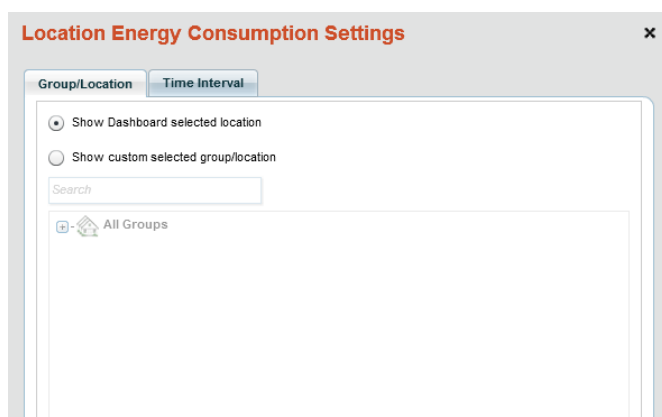 Location Energy Consumption Settings
Group/Location Time Interval
Show Dashboard selected location
Show custom selected group/location
Search
All Groups